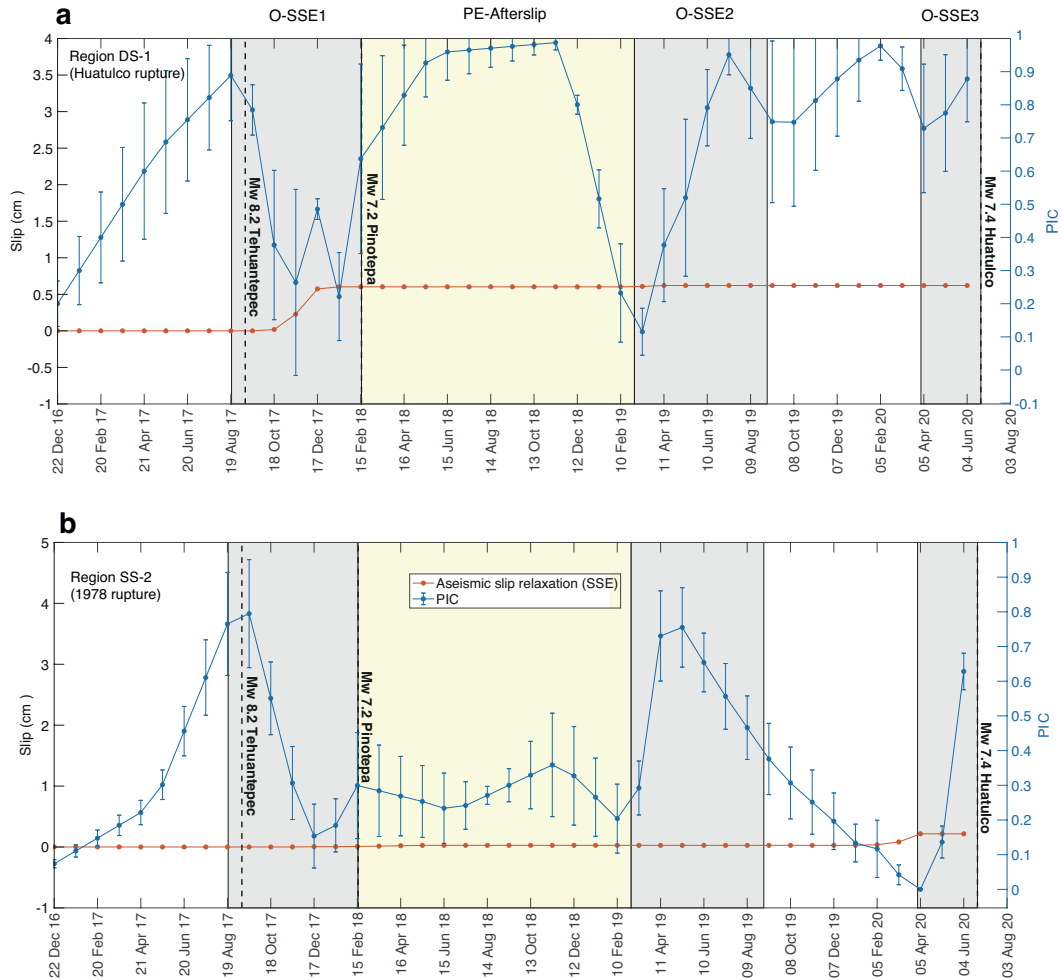 O-SSE1 PE-Afterslip O-SSE2 O-SSE3
a
Region DS-1
(Huatulco rupture)
Slip (cm )
4
3.5
3
2.5
2
1.5
1
0.5
0
-0.5
-1
Mw 8.2 Tehuantepec
Mw 7.2 Pinotepa
Mw 7.4 Huatulco
1
0.9
0.8
0.7
0.6
0.5
0.4
0.3
0.2
0.1
0
-0.1
PIC
22 Dec 16
20 Feb 17
21 Apr 17
20 Jun 17
19 Aug 17
18 Oct 17
17 Dec 17
15 Feb 18
16 Apr 18
15 Jun 18
14 Aug 18
13 Oct 18
12 Dec 18
10 Feb 19
11 Apr 19
10 Jun 19
09 Aug 19
08 Oct 19
07 Dec 19
05 Feb 20
05 Apr 20
04 Jun 20
03 Aug 20
b
Region SS-2
(1978 rupture)
Slip (cm )
5
4
3
2
1
0
-1
Aseismic slip relaxation (SSE)
PIC
Mw 8.2 Tehuantepec
Mw 7.2 Pinotepa
Mw 7.4 Huatulco
1
0.9
0.8
0.7
0.6
0.5
0.4
0.3
0.2
0.1
0
PIC
22 Dec 16
20 Feb 17
21 Apr 17
20 Jun 17
19 Aug 17
18 Oct 17
17 Dec 17
15 Feb 18
16 Apr 18
15 Jun 18
14 Aug 18
13 Oct 18
12 Dec 18
10 Feb 19
11 Apr 19
10 Jun 19
09 Aug 19
08 Oct 19
07 Dec 19
05 Feb 20
05 Apr 20
04 Jun 20
03 Aug 20